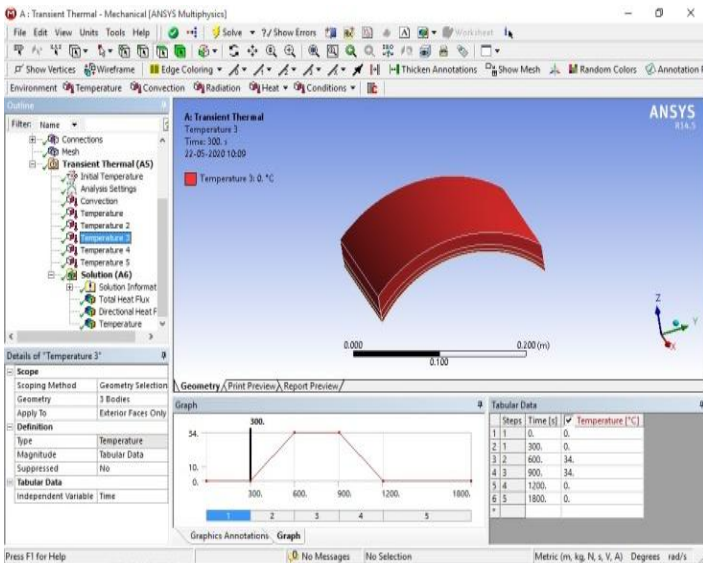 A : Transient Thermal - Mechanical [ANSYS Multiphysics]
File Edit View Units Tools Help Solve ?/Show Errors Worksheet
Show Vertices Wireframe Edge Coloring Thicken Annotations Show Mesh Random Colors Annotation
Environment Temperature Convection Radiation Heat Conditions
Outline
Filter: Name
Connections
Mesh
Transient Thermal (A5)
Initial Temperature
Analysis Settings
Convection
Temperature
Temperature 2
Temperature 3
Temperature 4
Temperature 5
Solution (A6)
Solution Informat
Total Heat Flux
Directional Heat F
Temperature
A: Transient Thermal
Temperature 3
Time: 300. s
22-05-2020 10:09
Temperature 3: 0. °C
ANSYS
R14.5
Z
Y
X
0.000
0.200 (m)
0.100
Geometry Print Preview Report Preview
Details of "Temperature 3"
Scope
Scoping Method Geometry Selection
Geometry 3 Bodies
Apply To Exterior Faces Only
Definition
Type Temperature
Magnitude Tabular Data
Suppressed No
Tabular Data
Independent Variable Time
Graph
300.
34.
10.
0.
300. 600. 900. 1200. 1800.
1 2 3 4 5
Graphics Annotations Graph
Tabular Data
Steps Time [s] Temperature [°C]
1 1 0. 0.
2 1 300. 0.
3 2 600. 34.
4 3 900. 34.
5 4 1200. 0.
6 5 1800. 0.
*
Press F1 for Help No Messages No Selection Metric (m, kg, N, s, V, A) Degrees rad/s